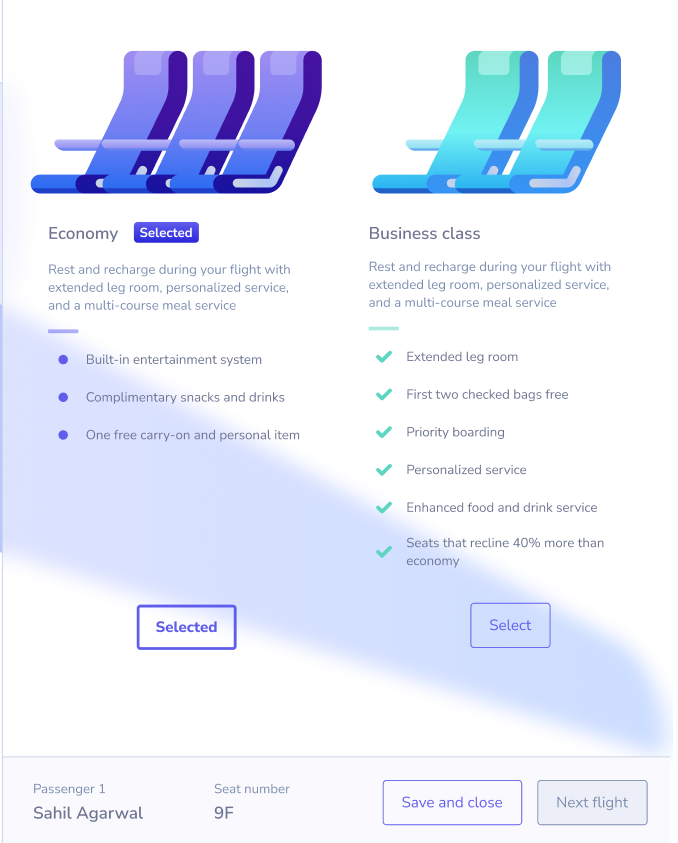 Economy
Selected
Rest and recharge during your flight with
extended leg room, personalized service,
and a multi-course meal service
Built-in entertainment system
Complimentary snacks and drinks
One free carry-on and personal item
Selected
Business class
Rest and recharge during your flight with
extended leg room, personalized service,
and a multi-course meal service
Extended leg room
First two checked bags free
Priority boarding
Personalized service
Enhanced food and drink service
Seats that recline 40% more than
economy
Select
Passenger 1
Sahil Agarwal
Seat number
9F
Save and close
Next flight